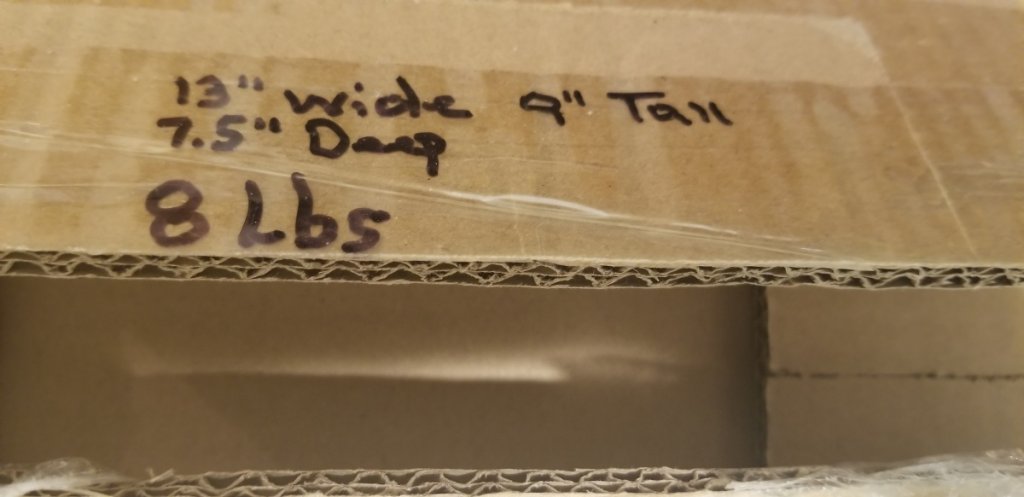 13" wide 9" Tall
7.5" Deep
8 Lbs